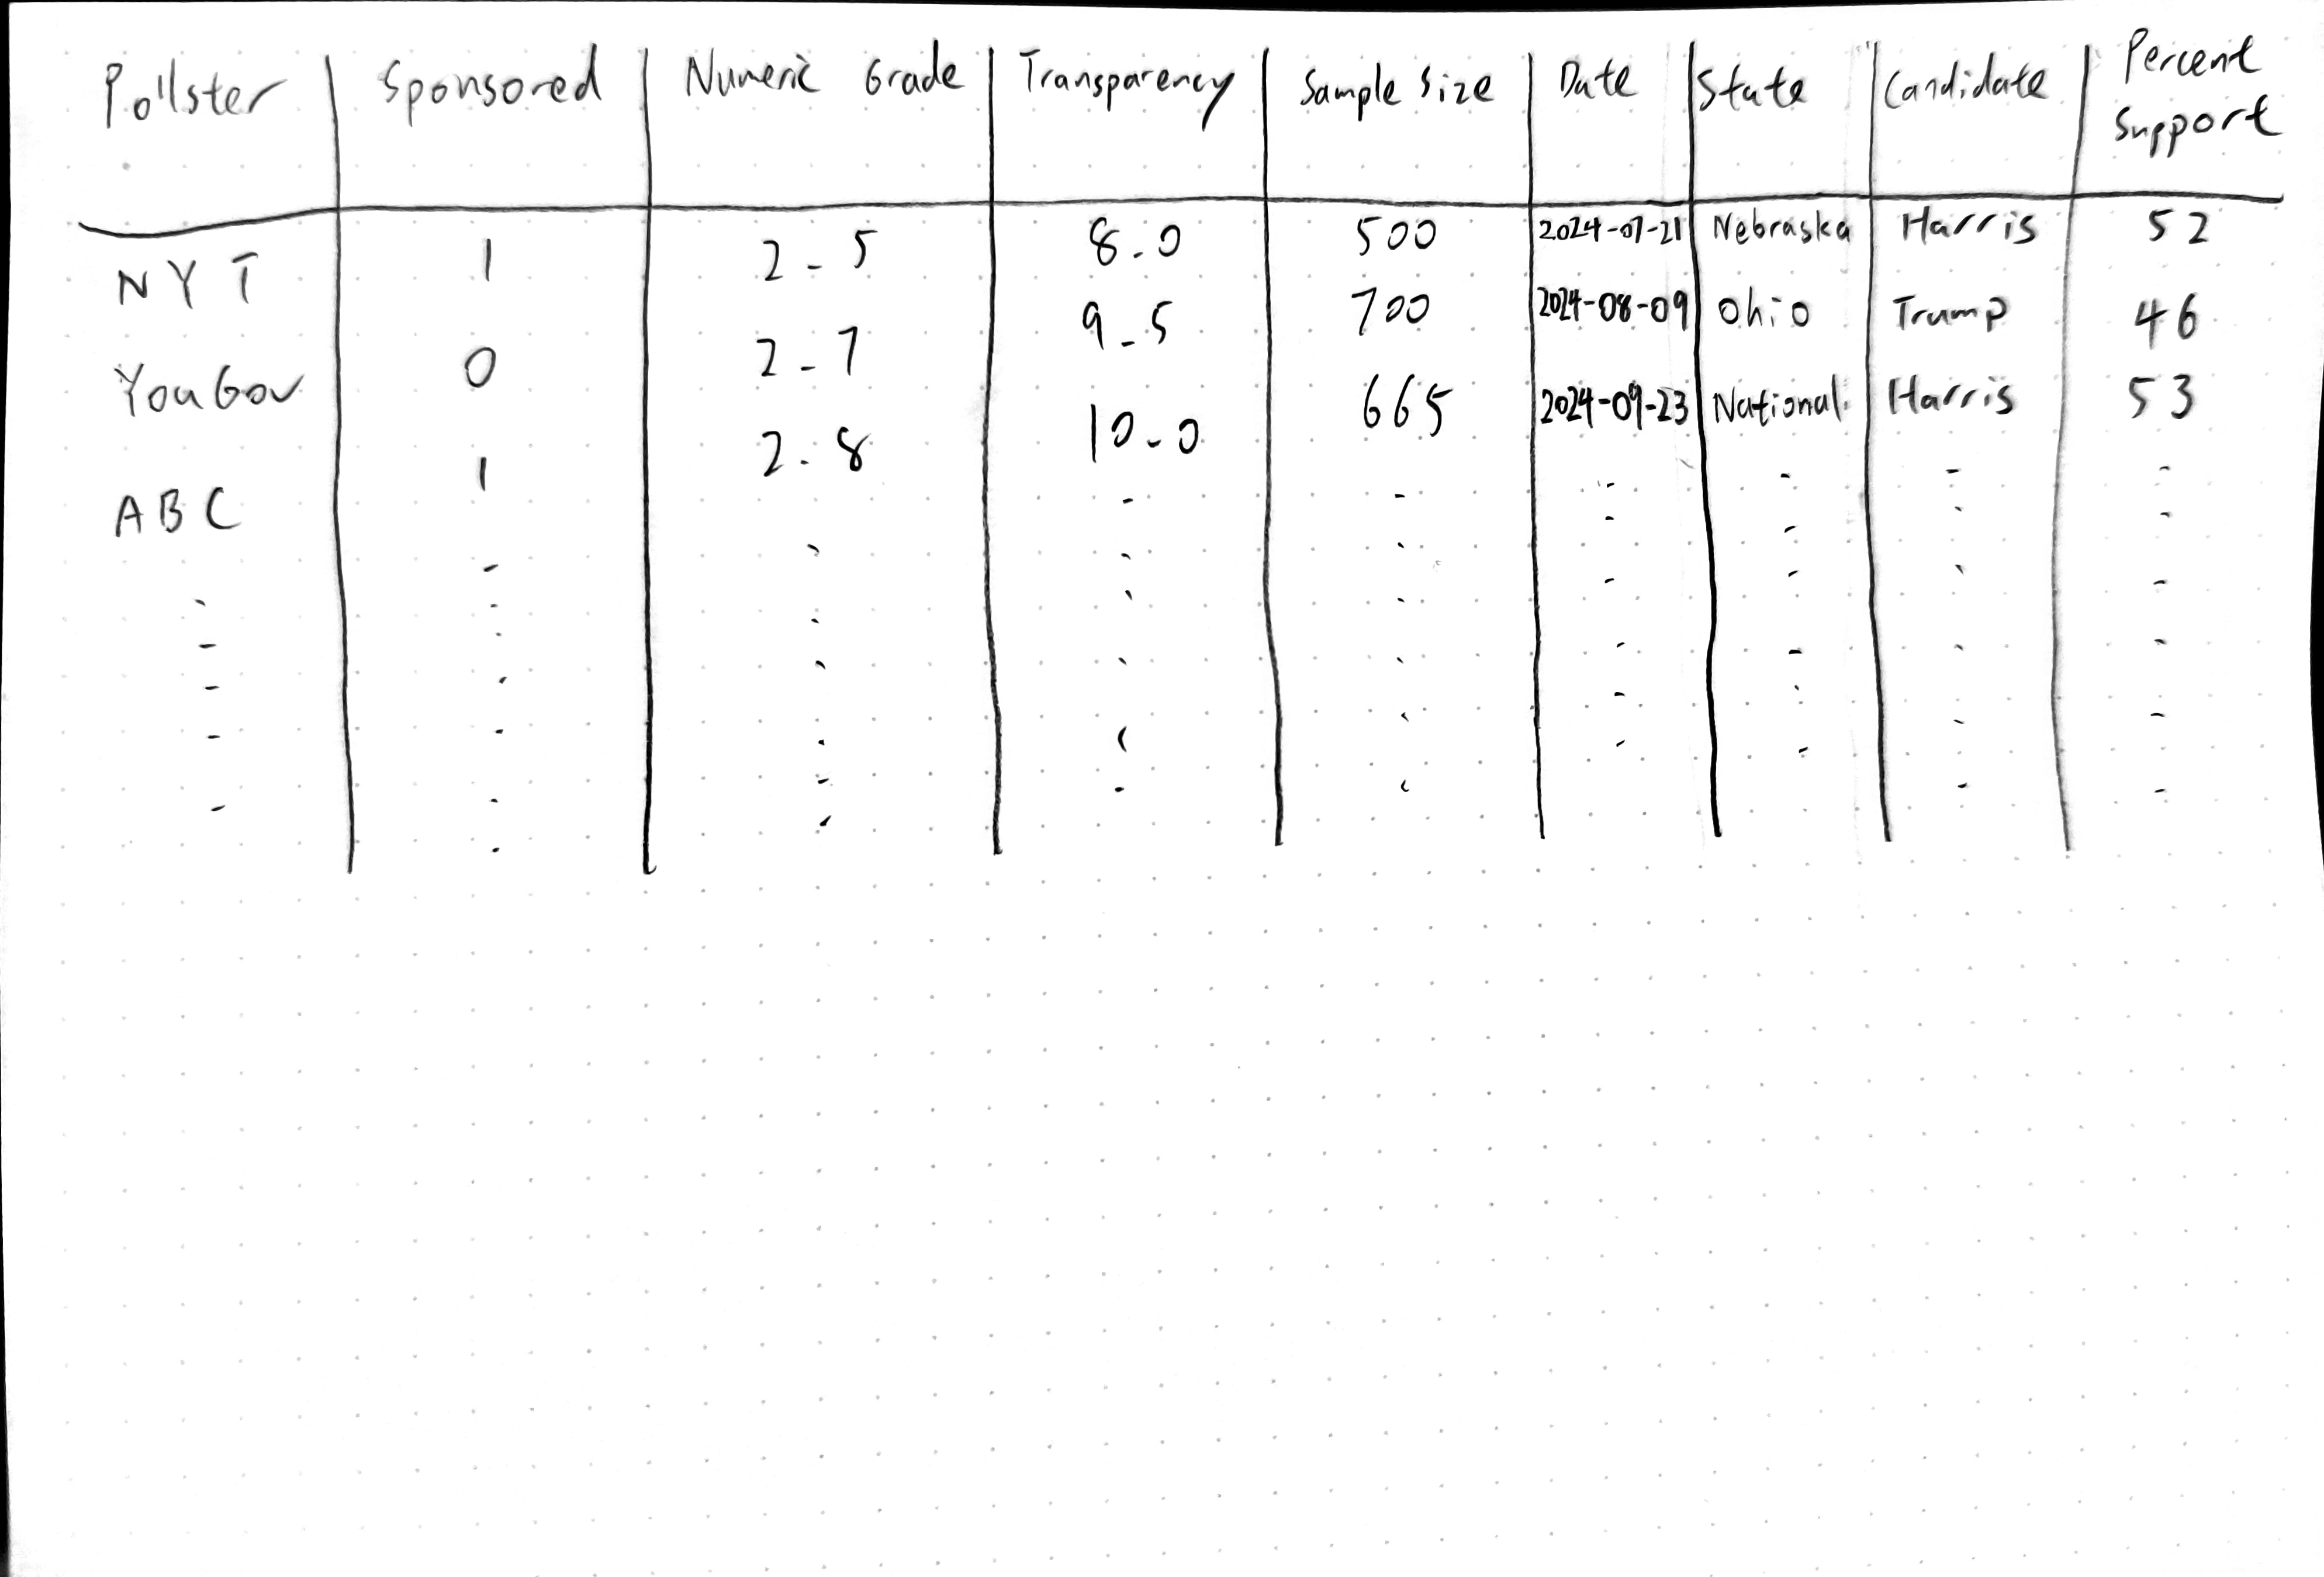 Pollster Sponsored Numeric Grade Transparency Sample Size Date State Candidate Percent Support
NYT 1 2.5 8.0 500 2024-07-21 Nebraska Harris 52
YouGov 0 2.7 9.5 700 2024-08-09 Ohio Trump 46
ABC 1 2.8 10.0 665 2024-09-23 National Harris 53